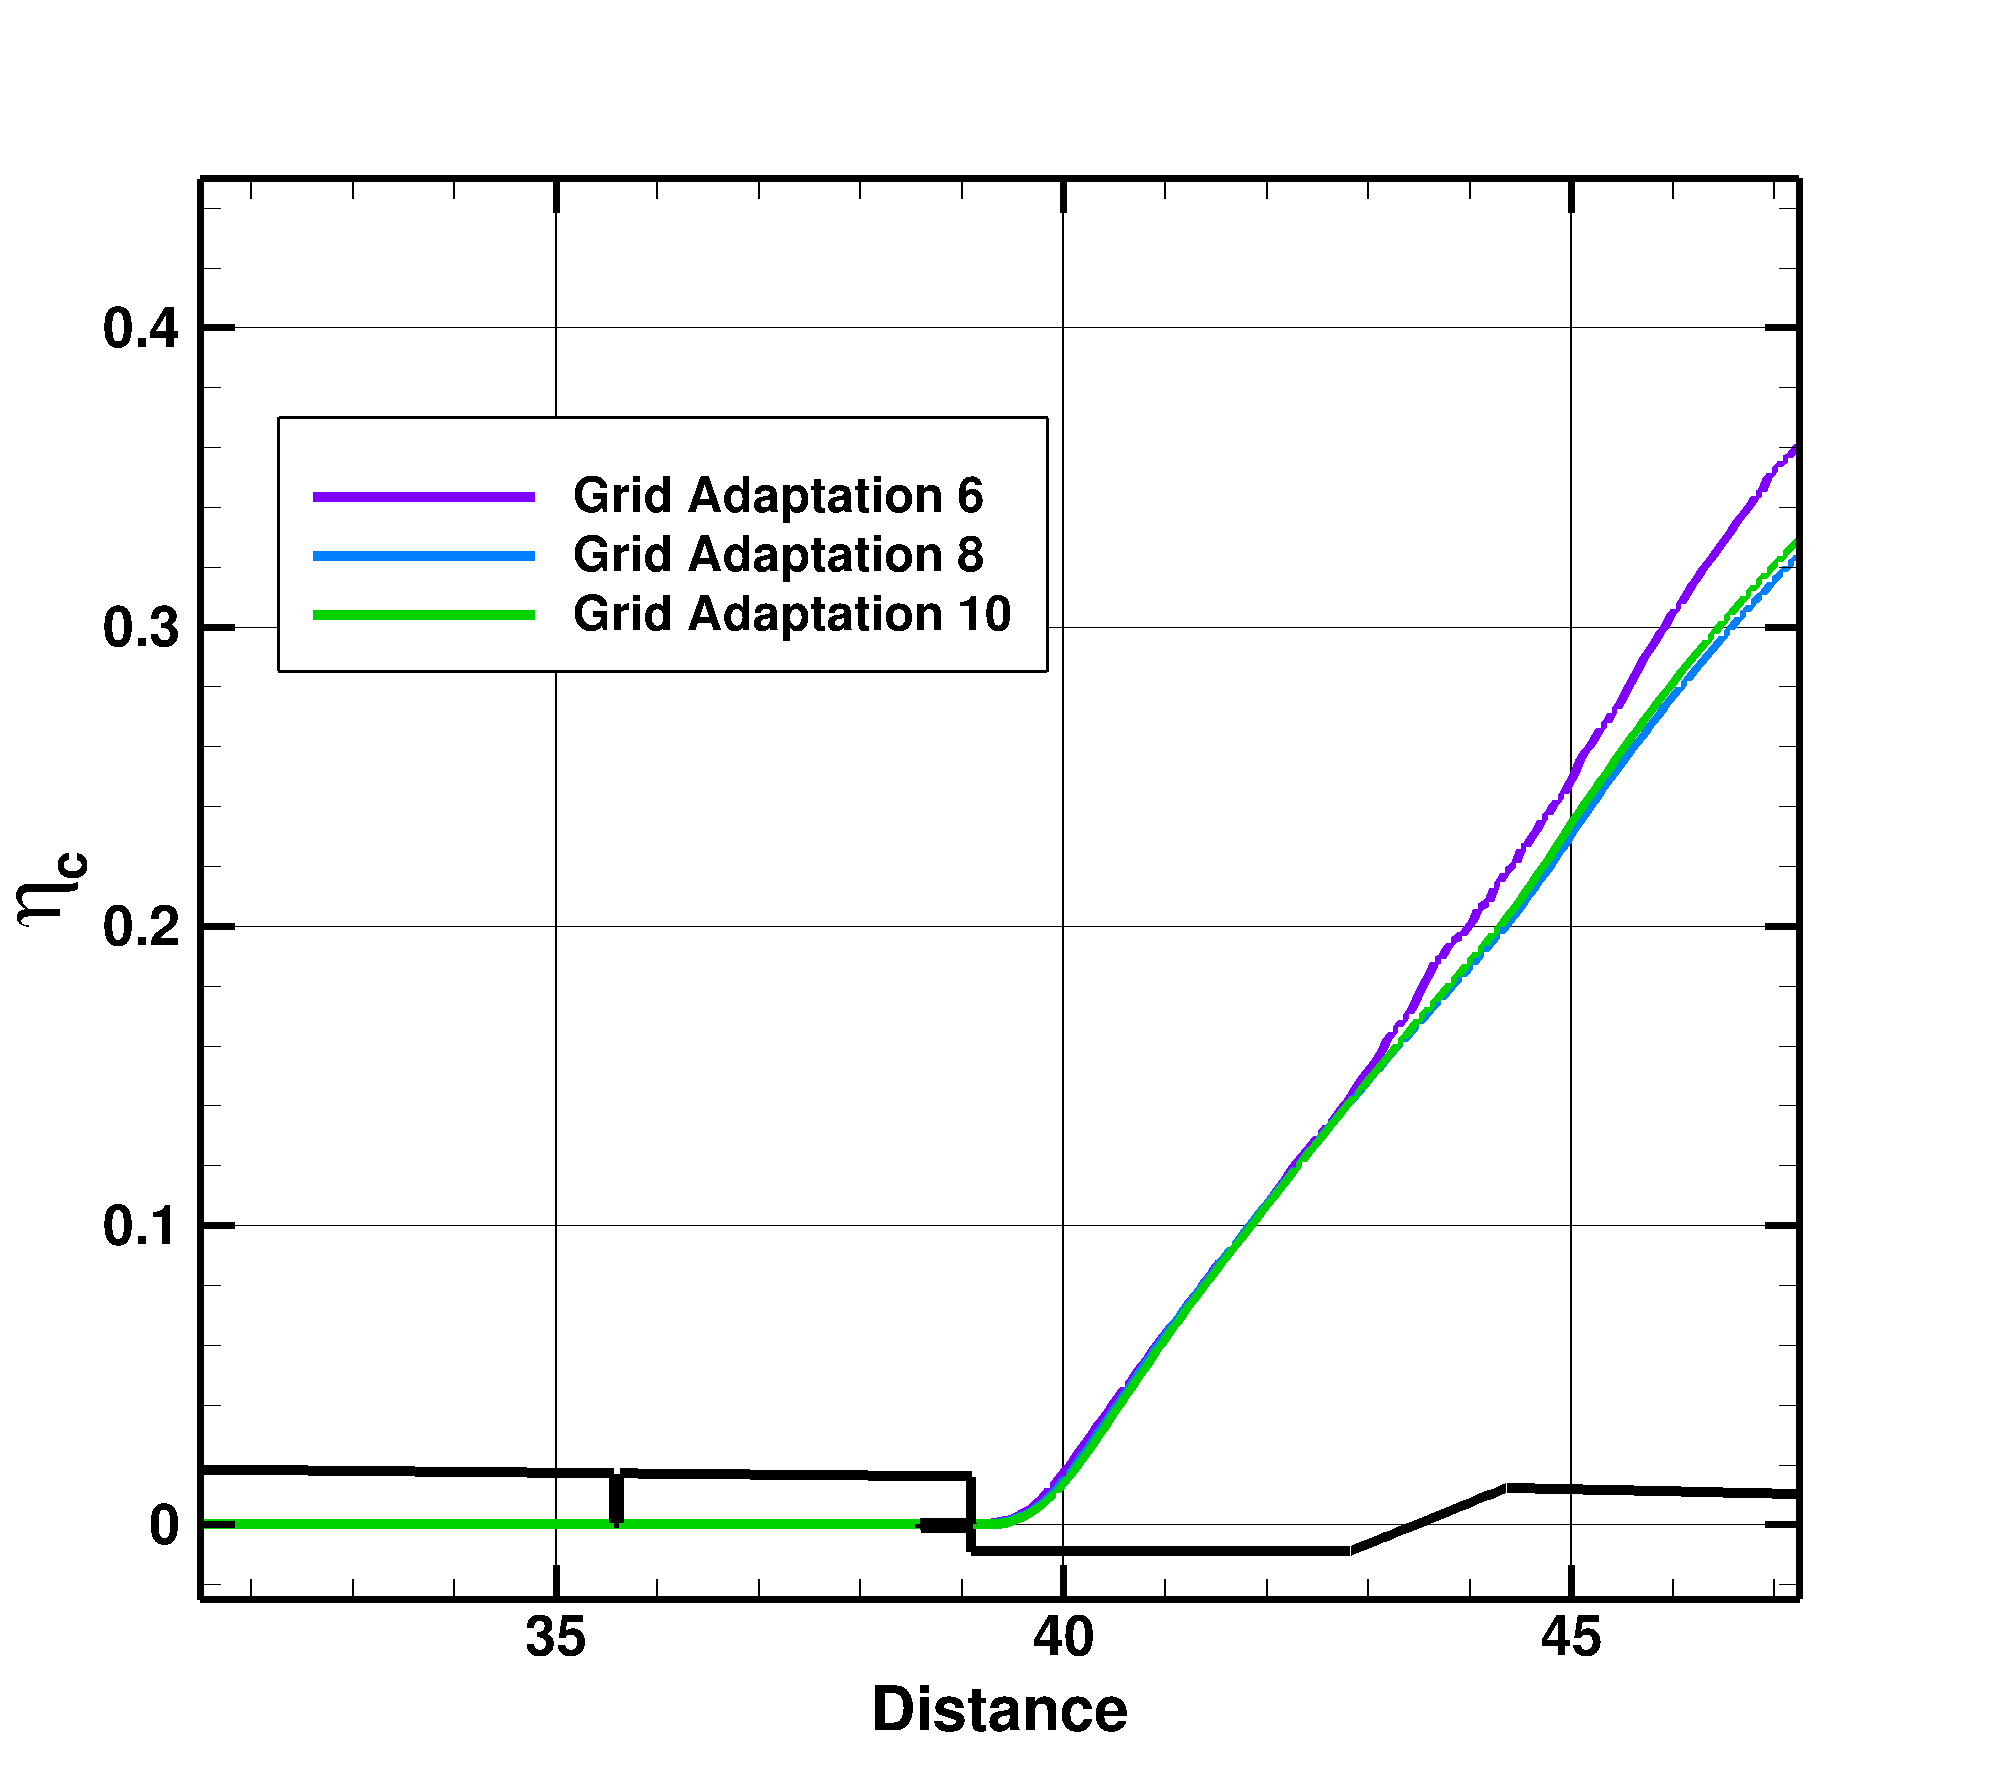 0.4
0.3
0.2
0.1
0
ηc
Grid Adaptation 6
Grid Adaptation 8
Grid Adaptation 10
35 40 45
Distance